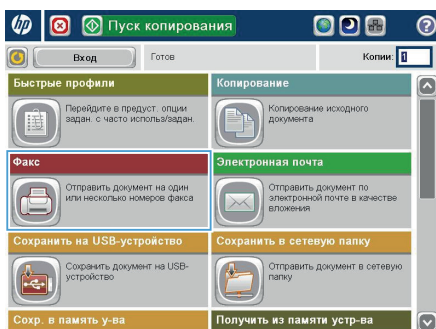 hp
Пуск копирования
?
Вход
Готов
Копии: 1
Быстрые профили
Копирование
Перейдите в предуст. опции
задан. с часто использ/задан.
Копирование исходного
документа
Факс
Электронная почта
Отправить документ на один
или несколько номеров факса
Отправить документ по
электронной почте в качестве
вложения
Сохранить на USB-устройство
Сохранить в сетевую папку
Сохранить документ на USB-
устройство
Отправить документ в сетевую
папку
Сохр. в память у-ва
Получить из памяти устр-ва